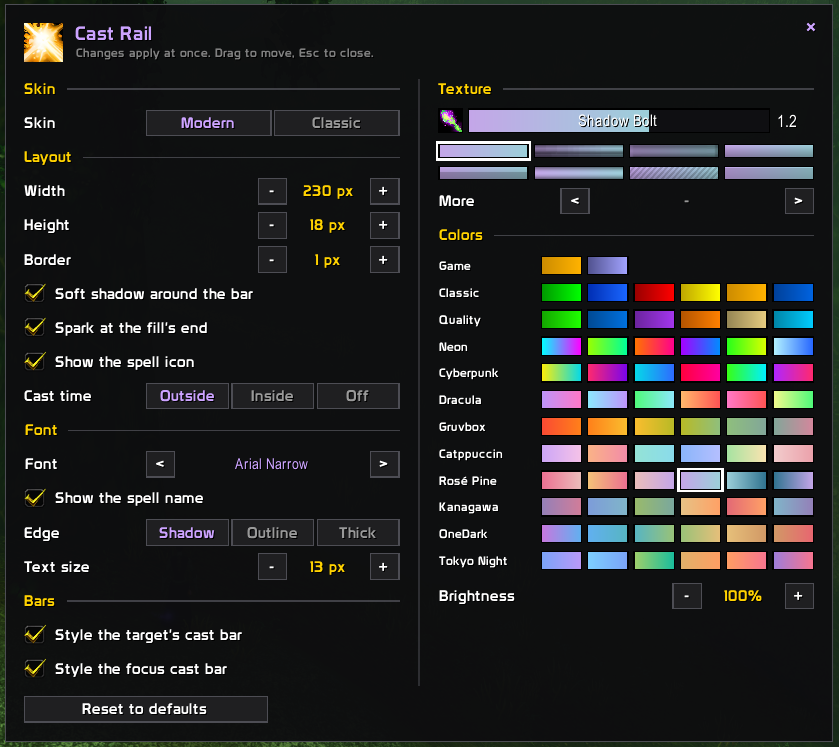 Cast Rail
Changes apply at once. Drag to move, Esc to close.
×
Skin
Skin Modern Classic
Layout
Width - 230 px +
Height - 18 px +
Border - 1 px +
Soft shadow around the bar
Spark at the fill's end
Show the spell icon
Cast time Outside Inside Off
Font
Font < Arial Narrow >
Show the spell name
Edge Shadow Outline Thick
Text size - 13 px +
Bars
Style the target's cast bar
Style the focus cast bar
Reset to defaults
Texture
Shadow Bolt 1.2
More < - >
Colors
Game
Classic
Quality
Neon
Cyberpunk
Dracula
Gruvbox
Catppuccin
Rosé Pine
Kanagawa
OneDark
Tokyo Night
Brightness - 100% +